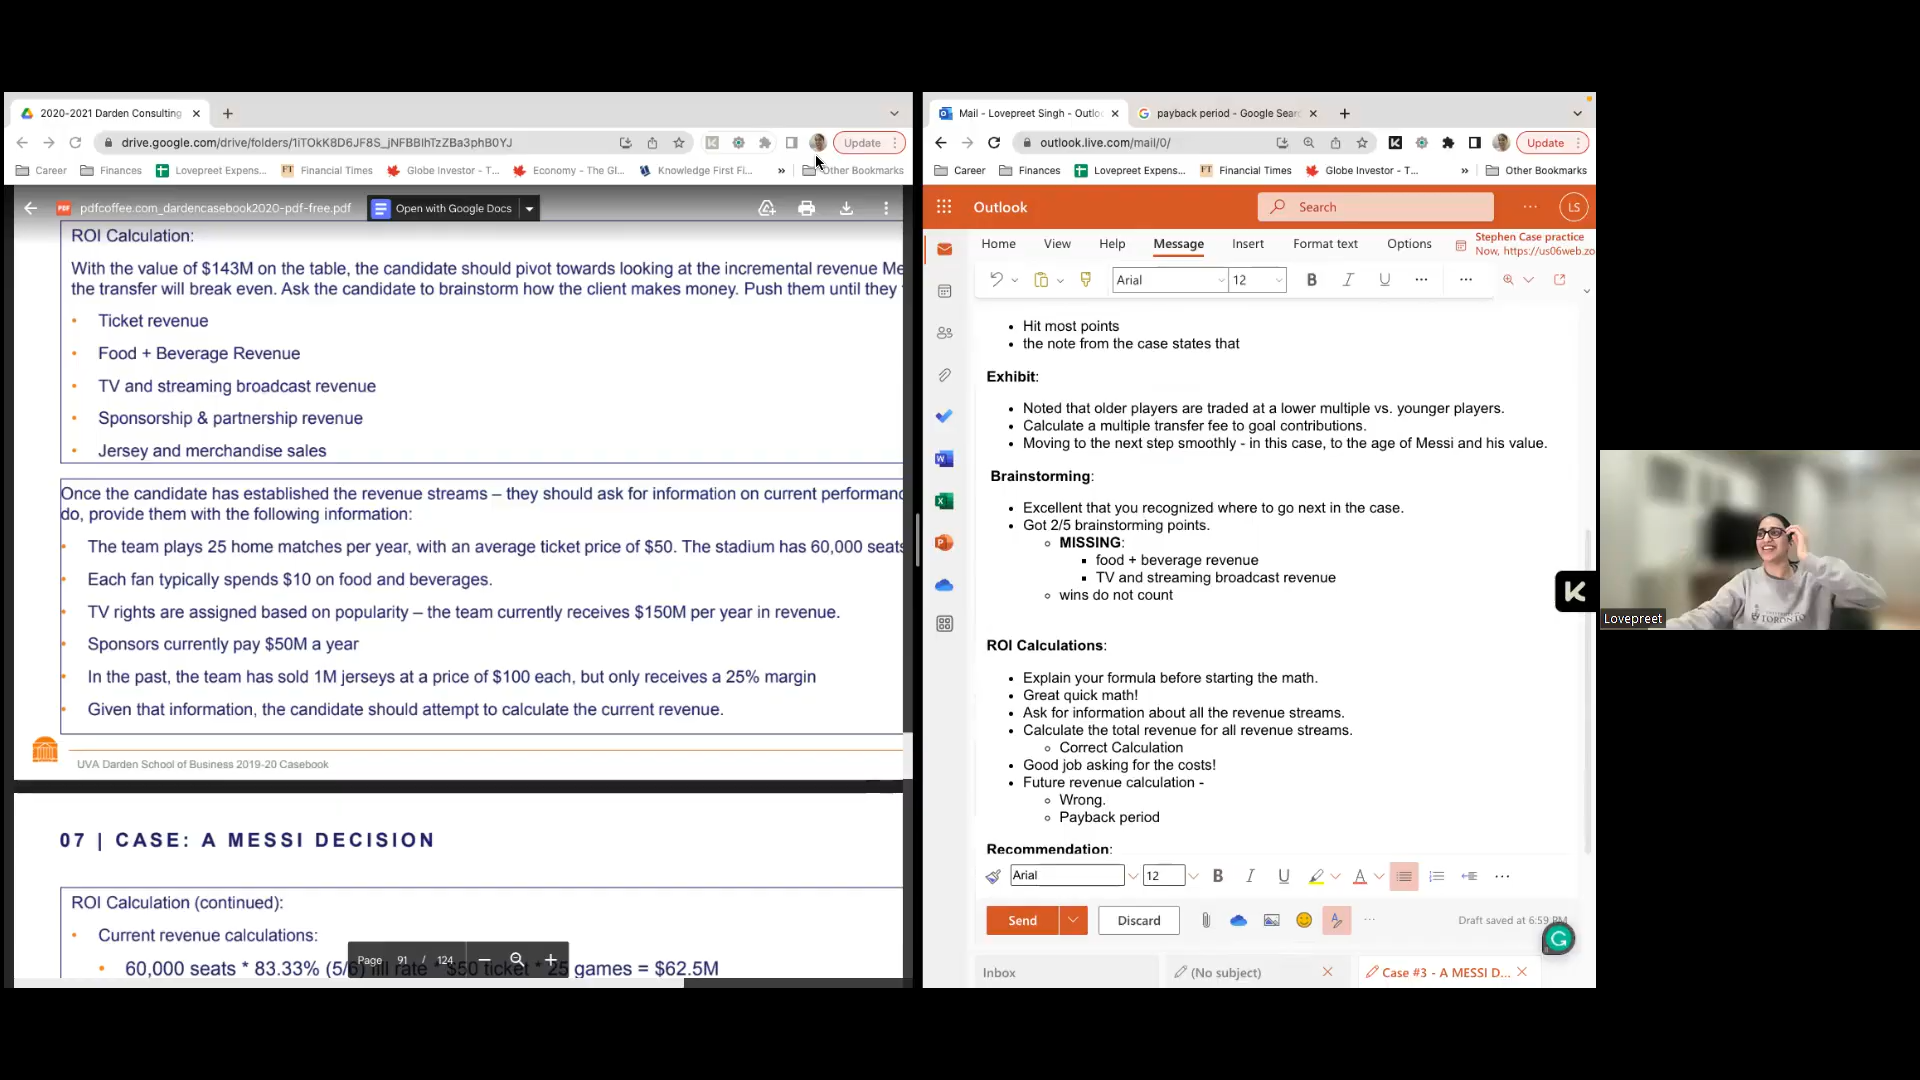 2020-2021 Darden Consulting
drive.google.com/drive/folders/1iTOkK8D6JF8S_jNFBBIhTzZBa3phB0YJ
Update
Career
Finances
Lovepreet Expens...
FT Financial Times
Globe Investor - T...
Economy - The Gl...
Knowledge First Fi...
»
Other Bookmarks
PDF pdfcoffee.com_dardencasebook2020-pdf-free.pdf
Open with Google Docs
ROI Calculation:
With the value of $143M on the table, the candidate should pivot towards looking at the incremental revenue Me
the transfer will break even. Ask the candidate to brainstorm how the client makes money. Push them until they
• Ticket revenue
• Food + Beverage Revenue
• TV and streaming broadcast revenue
• Sponsorship & partnership revenue
• Jersey and merchandise sales
Once the candidate has established the revenue streams – they should ask for information on current performanc
do, provide them with the following information:
• The team plays 25 home matches per year, with an average ticket price of $50. The stadium has 60,000 seats
• Each fan typically spends $10 on food and beverages.
• TV rights are assigned based on popularity – the team currently receives $150M per year in revenue.
• Sponsors currently pay $50M a year
• In the past, the team has sold 1M jerseys at a price of $100 each, but only receives a 25% margin
• Given that information, the candidate should attempt to calculate the current revenue.
UVA Darden School of Business 2019-20 Casebook
07 | CASE: A MESSI DECISION
ROI Calculation (continued):
• Current revenue calculations:
• 60,000 seats * 83.33% (5/6) fill rate * $50 ticket * 25 games = $62.5M
Page 91 / 124
Mail - Lovepreet Singh - Outlo
payback period - Google Sear
outlook.live.com/mail/0/
Update
Career
Finances
Lovepreet Expens...
FT Financial Times
Globe Investor - T...
»
Other Bookmarks
Outlook
Search
LS
Home
View
Help
Message
Insert
Format text
Options
Stephen Case practice
Now, https://us06web.zo
Arial
12
B I U
• Hit most points
• the note from the case states that
Exhibit:
• Noted that older players are traded at a lower multiple vs. younger players.
• Calculate a multiple transfer fee to goal contributions.
• Moving to the next step smoothly - in this case, to the age of Messi and his value.
Brainstorming:
• Excellent that you recognized where to go next in the case.
• Got 2/5 brainstorming points.
◦ MISSING:
▪ food + beverage revenue
▪ TV and streaming broadcast revenue
◦ wins do not count
ROI Calculations:
• Explain your formula before starting the math.
• Great quick math!
• Ask for information about all the revenue streams.
• Calculate the total revenue for all revenue streams.
◦ Correct Calculation
• Good job asking for the costs!
• Future revenue calculation -
◦ Wrong.
◦ Payback period
Recommendation:
Arial
12
B I U
A
Send
Discard
Draft saved at 6:59 PM
Inbox
(No subject)
Case #3 - A MESSI D...
K
Lovepreet
TORONTO